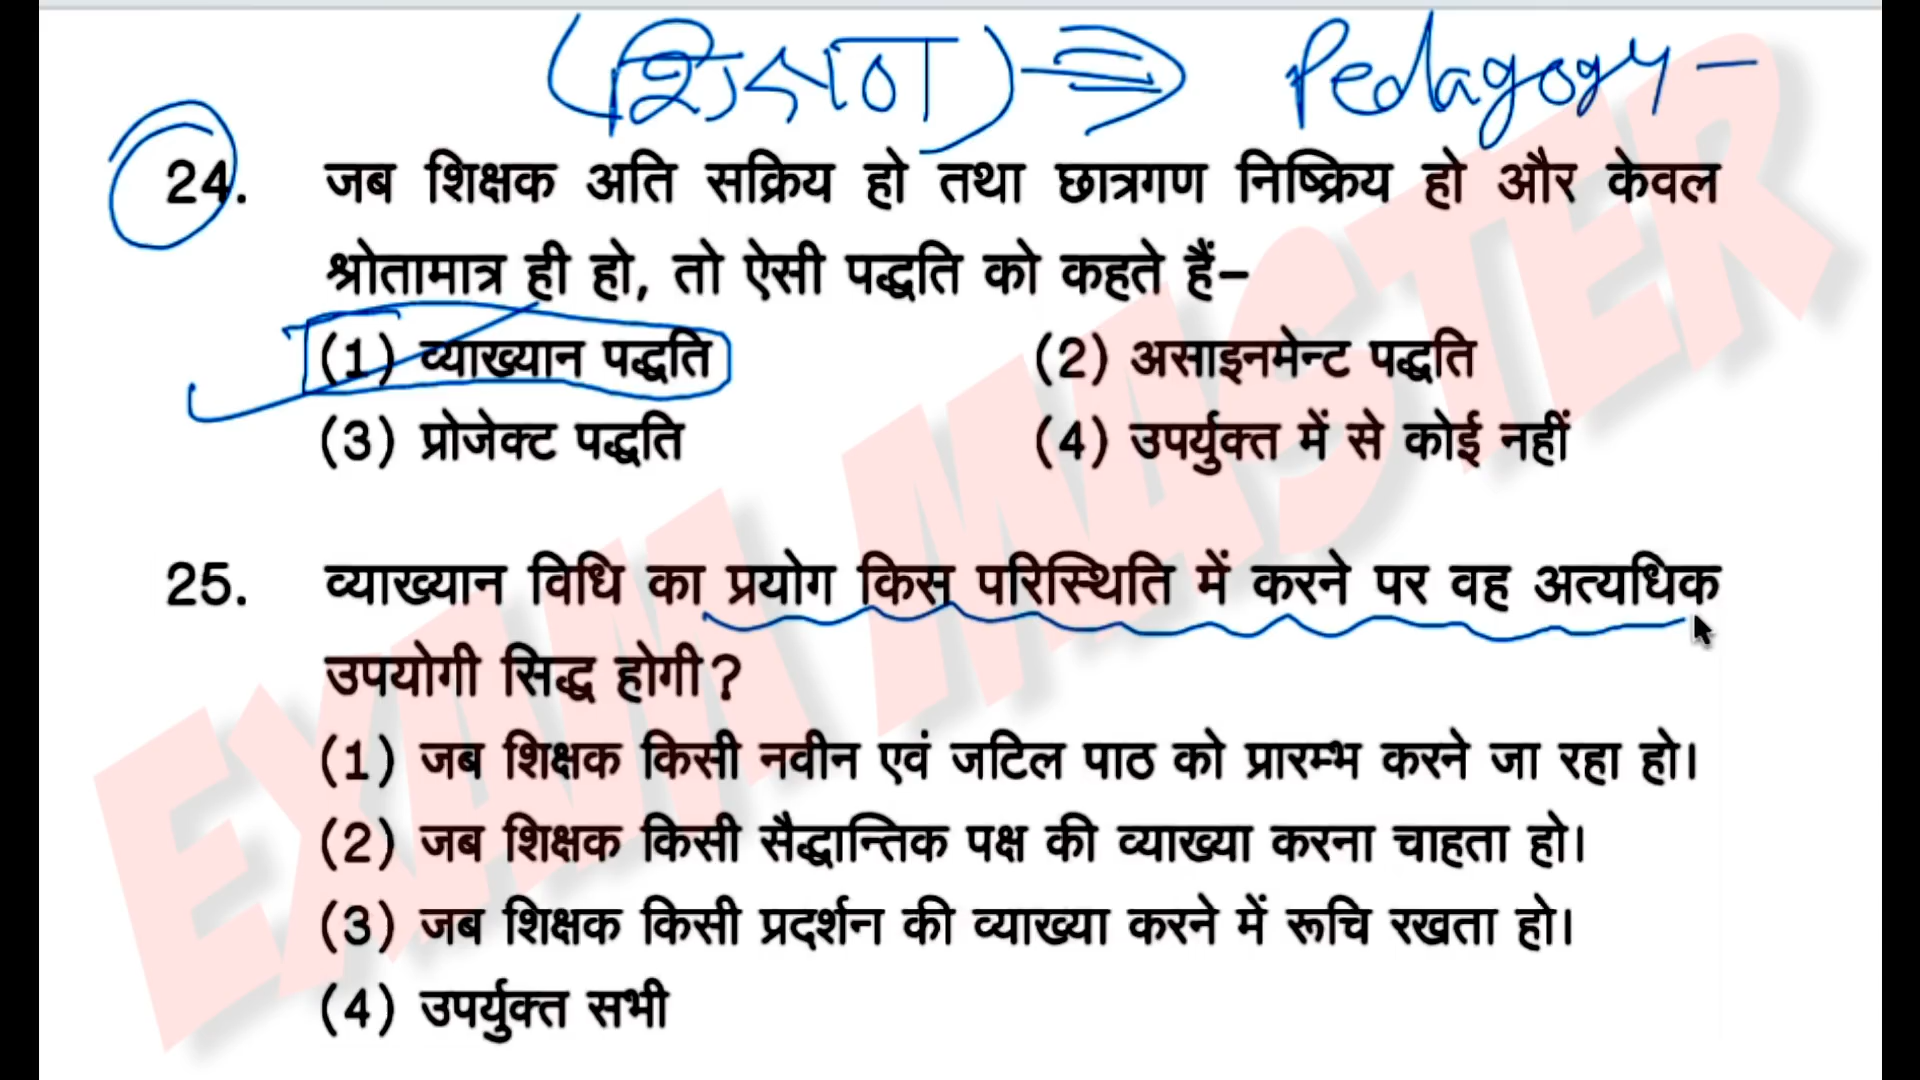 (शिक्षण) ⇒ Pedagogy –
24. जब शिक्षक अति सक्रिय हो तथा छात्रगण निष्क्रिय हो और केवल
श्रोतामात्र ही हो, तो ऐसी पद्धति को कहते हैं–
(1) व्याख्यान पद्धति (2) असाइनमेन्ट पद्धति
(3) प्रोजेक्ट पद्धति (4) उपर्युक्त में से कोई नहीं
25. व्याख्यान विधि का प्रयोग किस परिस्थिति में करने पर वह अत्यधिक
उपयोगी सिद्ध होगी?
(1) जब शिक्षक किसी नवीन एवं जटिल पाठ को प्रारम्भ करने जा रहा हो।
(2) जब शिक्षक किसी सैद्धान्तिक पक्ष की व्याख्या करना चाहता हो।
(3) जब शिक्षक किसी प्रदर्शन की व्याख्या करने में रूचि रखता हो।
(4) उपर्युक्त सभी
EXAM MASTER